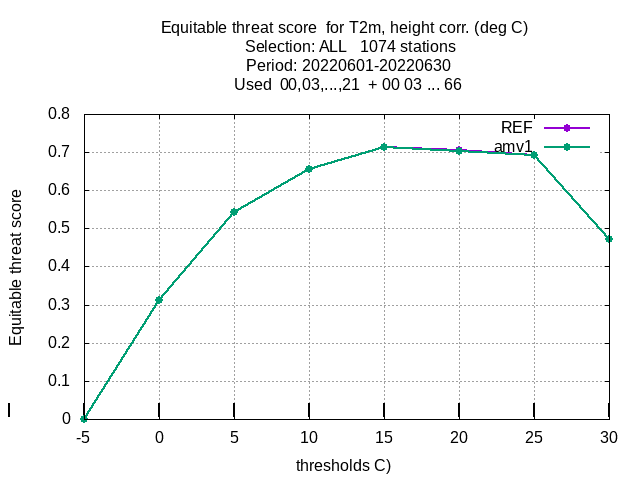 Equitable threat score  for T2m, height corr. (deg C)
Selection: ALL   1074 stations
Period: 20220601-20220630
Used  00,03,...,21  + 00 03 ... 66
REF
amv1
0.8
0.7
0.6
0.5
0.4
0.3
0.2
0.1
0
Equitable threat score
-5 0 5 10 15 20 25 30
thresholds C)